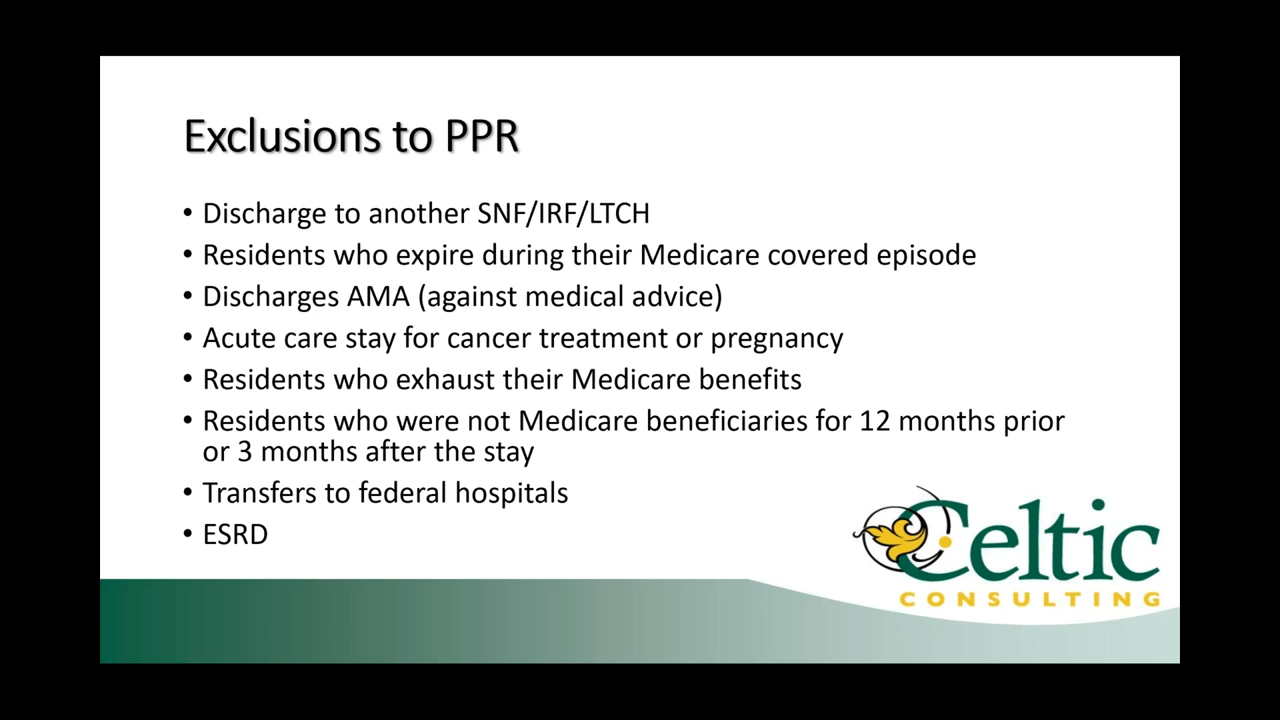 Exclusions to PPR
• Discharge to another SNF/IRF/LTCH
• Residents who expire during their Medicare covered episode
• Discharges AMA (against medical advice)
• Acute care stay for cancer treatment or pregnancy
• Residents who exhaust their Medicare benefits
• Residents who were not Medicare beneficiaries for 12 months prior
or 3 months after the stay
• Transfers to federal hospitals
• ESRD
Celtic
CONSULTING